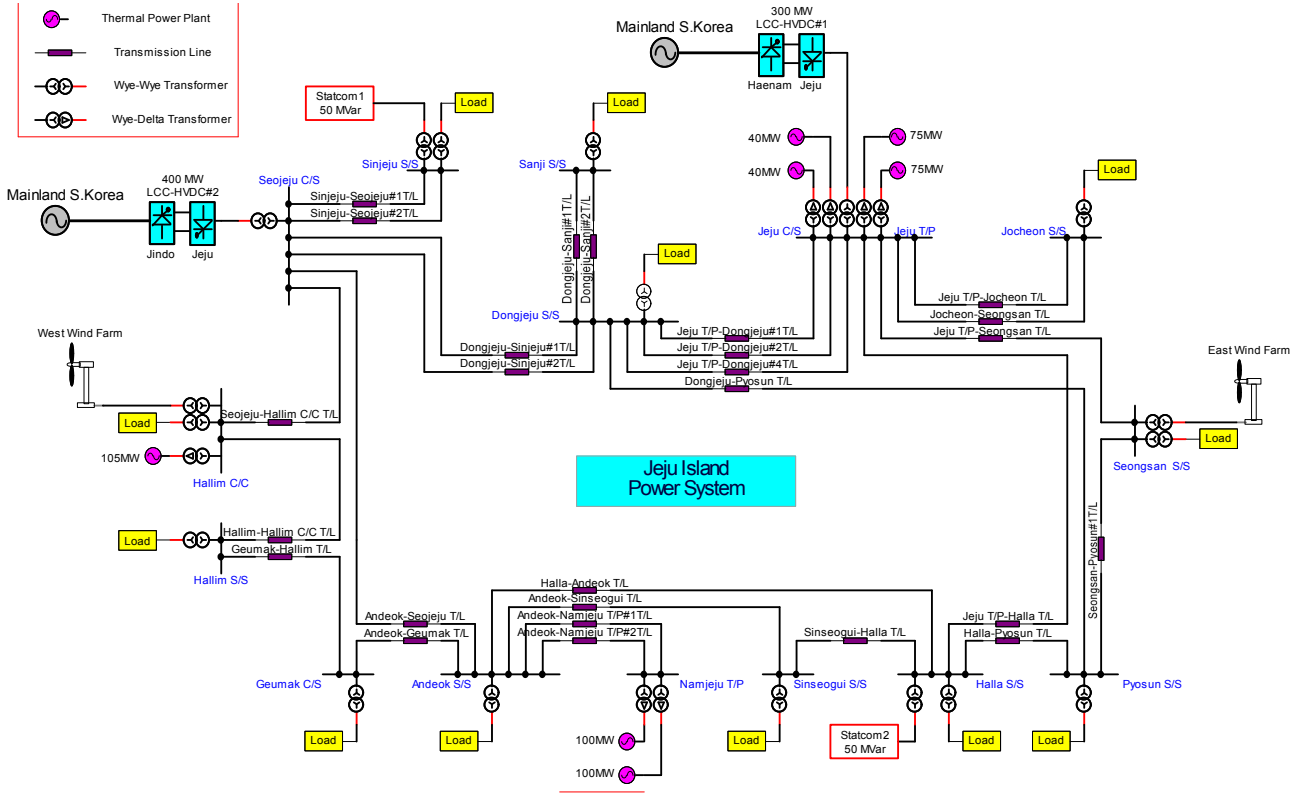 Thermal Power Plant
Transmission Line
Wye-Wye Transformer
Wye-Delta Transformer
Mainland S.Korea
300 MW
LCC-HVDC#1
Haenam
Jeju
Statcom1
50 MVar
Load
Load
Sinjeju S/S
Sanji S/S
40MW
40MW
75MW
75MW
Load
Mainland S.Korea
400 MW
LCC-HVDC#2
Jindo
Jeju
Seojeju C/S
Sinjeju-Seojeju#1T/L
Sinjeju-Seojeju#2T/L
Dongjeju-Sanji#1T/L
Dongjeju-Sanji#2T/L
Load
Jeju C/S
Jeju T/P
Jocheon S/S
Dongjeju S/S
Jeju T/P-Jocheon T/L
Jocheon-Seongsan T/L
Jeju T/P-Seongsan T/L
Jeju T/P-Dongjeju#1T/L
Jeju T/P-Dongjeju#2T/L
Jeju T/P-Dongjeju#4T/L
Dongjeju-Pyosun T/L
Dongjeju-Sinjeju#1T/L
Dongjeju-Sinjeju#2T/L
West Wind Farm
East Wind Farm
Load
Seojeju-Hallim C/C T/L
105MW
Hallim C/C
Load
Seongsan S/S
Jeju Island
Power System
Load
Hallim-Hallim C/C T/L
Geumak-Hallim T/L
Hallim S/S
Seongsan-Pyosun#1T/L
Halla-Andeok T/L
Andeok-Sinseogui T/L
Andeok-Namjeju T/P#1T/L
Andeok-Namjeju T/P#2T/L
Andeok-Seojeju T/L
Andeok-Geumak T/L
Sinseogui-Halla T/L
Jeju T/P-Halla T/L
Halla-Pyosun T/L
Geumak C/S
Andeok S/S
Namjeju T/P
Sinseogui S/S
Halla S/S
Pyosun S/S
Load
Load
100MW
100MW
Load
Statcom2
50 MVar
Load
Load